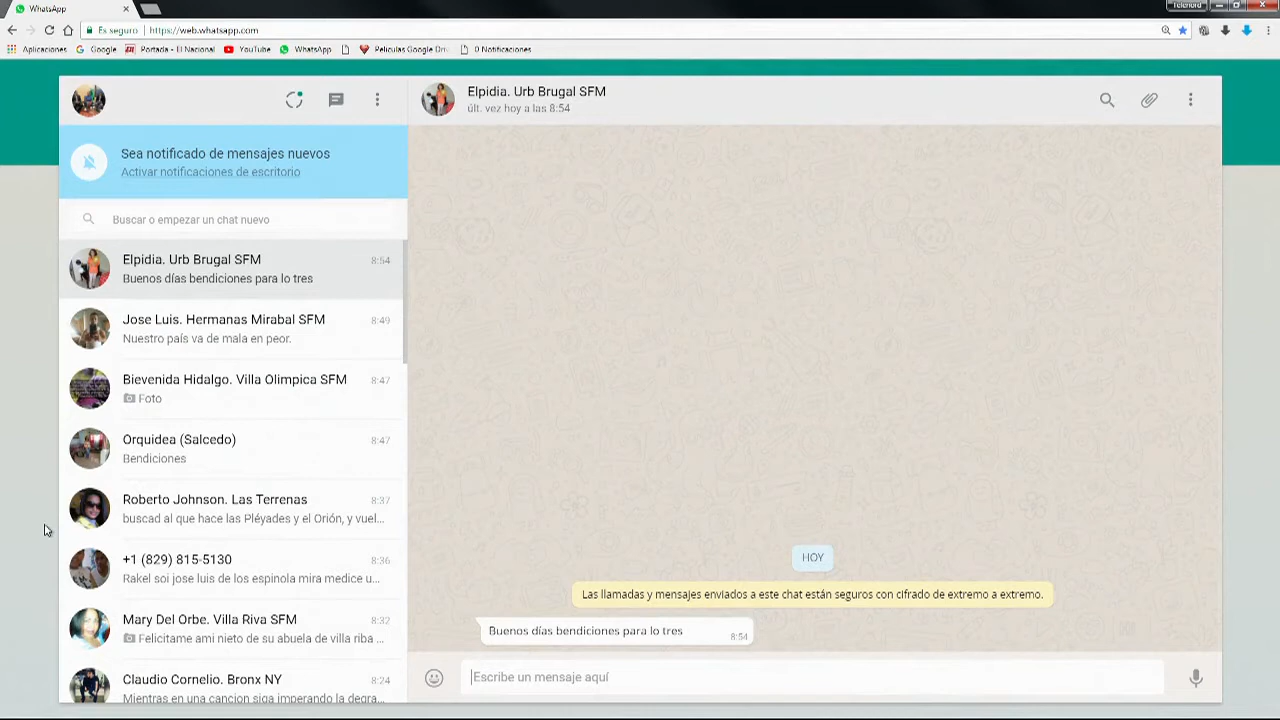 WhatsApp
Telenord
Es seguro https://web.whatsapp.com
Aplicaciones Google Portada - El Nacional YouTube WhatsApp Peliculas Google Dri 0 Notificaciones
Elpidia. Urb Brugal SFM
últ. vez hoy a las 8:54
Sea notificado de mensajes nuevos
Activar notificaciones de escritorio
Buscar o empezar un chat nuevo
Elpidia. Urb Brugal SFM 8:54
Buenos días bendiciones para lo tres
Jose Luis. Hermanas Mirabal SFM 8:49
Nuestro país va de mala en peor.
Bievenida Hidalgo. Villa Olimpica SFM 8:47
Foto
Orquidea (Salcedo) 8:47
Bendiciones
Roberto Johnson. Las Terrenas 8:37
buscad al que hace las Pléyades y el Orión, y vuel...
+1 (829) 815-5130 8:36
Rakel soi jose luis de los espinola mira medice u...
Mary Del Orbe. Villa Riva SFM 8:32
Felicitame ami nieto de su abuela de villa riba ...
Claudio Cornelio. Bronx NY 8:24
Mientras en una cancion siga imperando la degra...
HOY
Las llamadas y mensajes enviados a este chat están seguros con cifrado de extremo a extremo.
Buenos días bendiciones para lo tres 8:54
Escribe un mensaje aquí